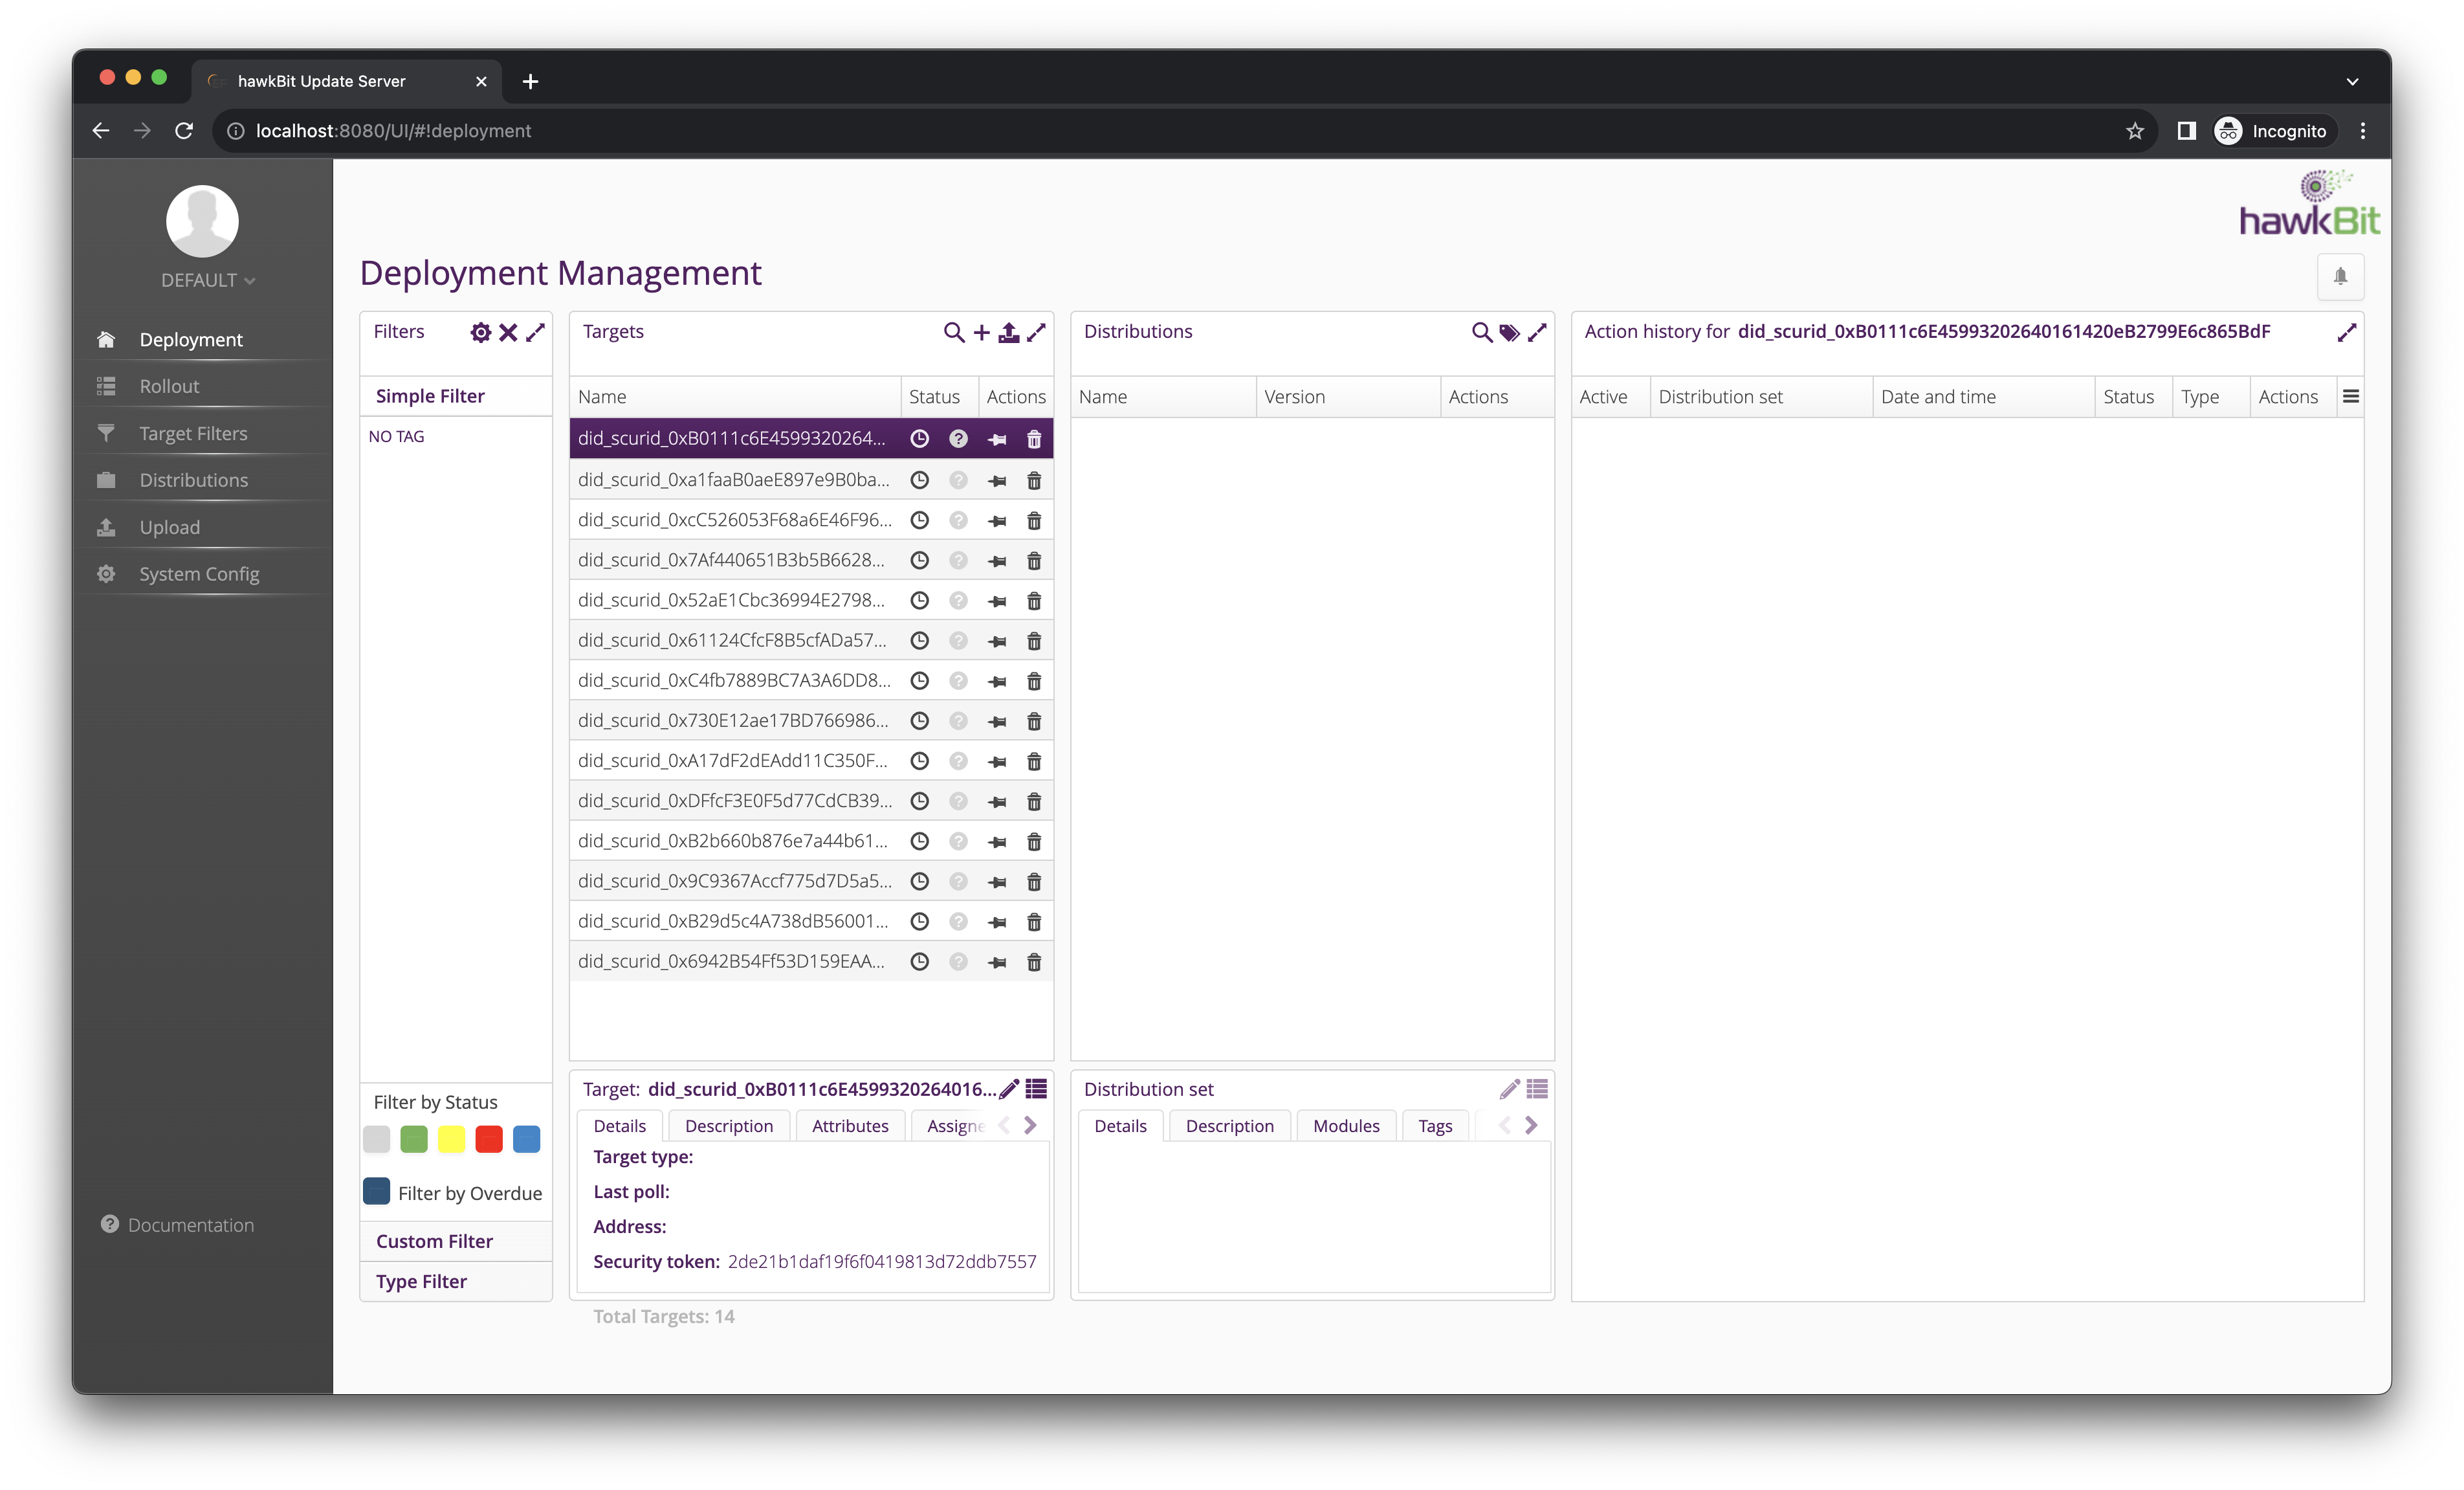 hawkBit Update Server
localhost:8080/UI/#!deployment
Incognito
hawkBit
DEFAULT
Deployment
Rollout
Target Filters
Distributions
Upload
System Config
Documentation
Deployment Management
Filters
Simple Filter
NO TAG
Filter by Status
Filter by Overdue
Custom Filter
Type Filter
Targets
Name Status Actions
did_scurid_0xB0111c6E4599320264...
did_scurid_0xa1faaB0aeE897e9B0ba...
did_scurid_0xcC526053F68a6E46F96...
did_scurid_0x7Af440651B3b5B6628...
did_scurid_0x52aE1Cbc36994E2798...
did_scurid_0x61124CfcF8B5cfADa57...
did_scurid_0xC4fb7889BC7A3A6DD8...
did_scurid_0x730E12ae17BD766986...
did_scurid_0xA17dF2dEAdd11C350F...
did_scurid_0xDFfcF3E0F5d77CdCB39...
did_scurid_0xB2b660b876e7a44b61...
did_scurid_0x9C9367Accf775d7D5a5...
did_scurid_0xB29d5c4A738dB56001...
did_scurid_0x6942B54Ff53D159EAA...
Target: did_scurid_0xB0111c6E4599320264016...
Details Description Attributes Assigne
Target type:
Last poll:
Address:
Security token: 2de21b1daf19f6f0419813d72ddb7557
Total Targets: 14
Distributions
Name Version Actions
Distribution set
Details Description Modules Tags
Action history for did_scurid_0xB0111c6E45993202640161420eB2799E6c865BdF
Active Distribution set Date and time Status Type Actions